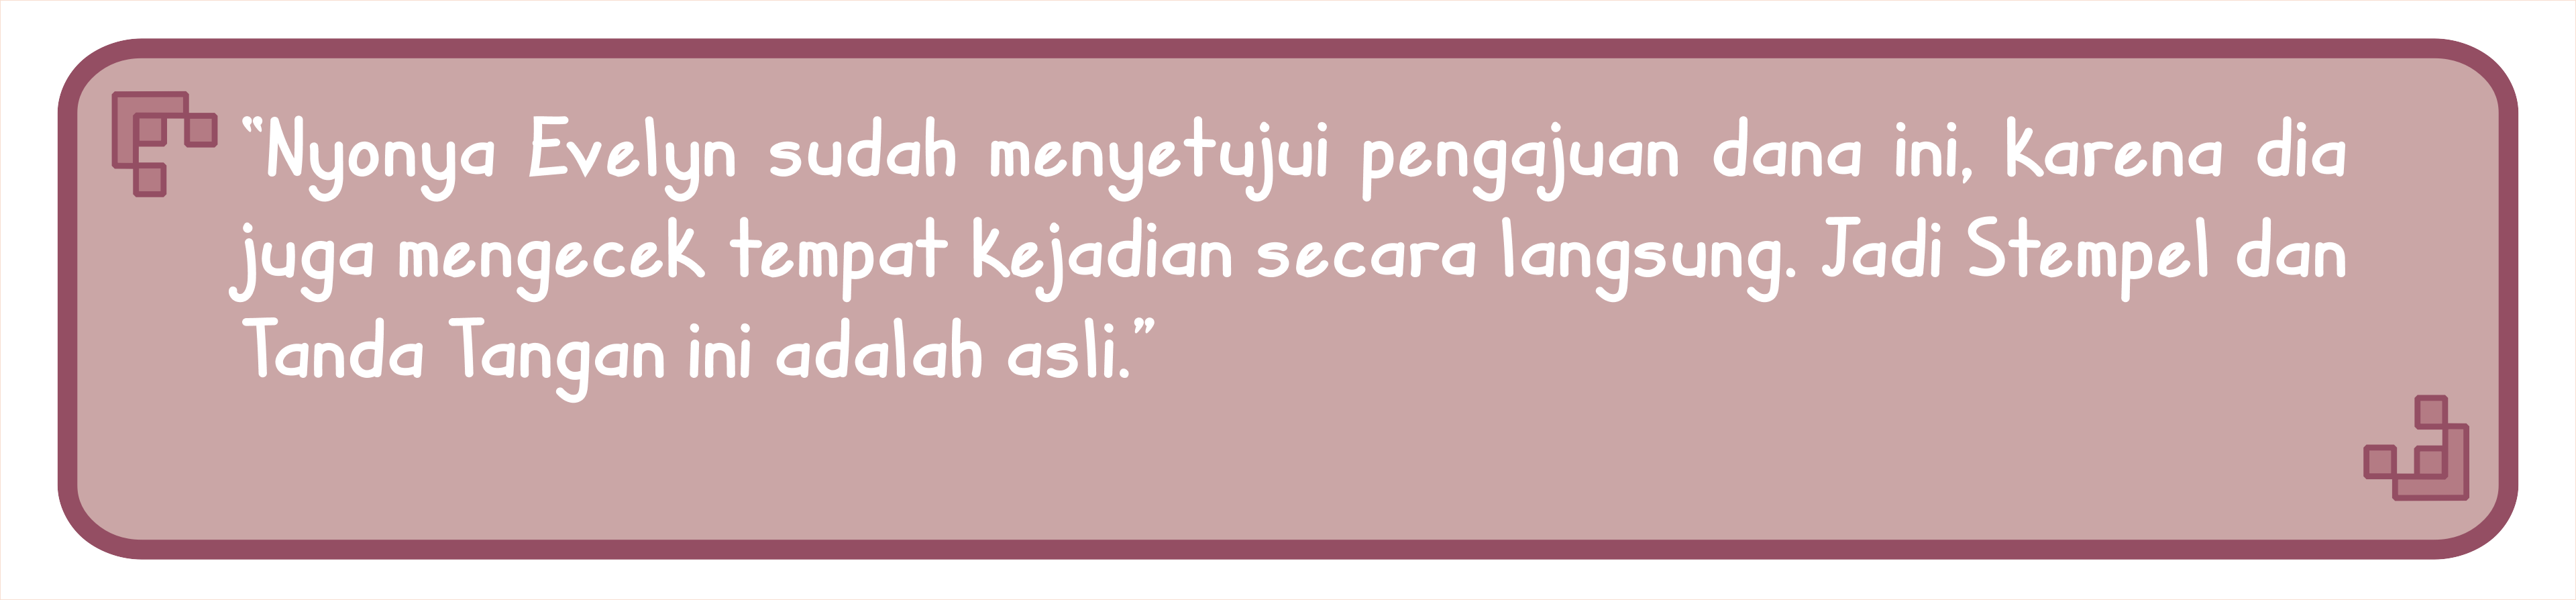 “Nyonya Evelyn sudah menyetujui pengajuan dana ini, karena dia
juga mengecek tempat kejadian secara langsung. Jadi Stempel dan
Tanda Tangan ini adalah asli.”